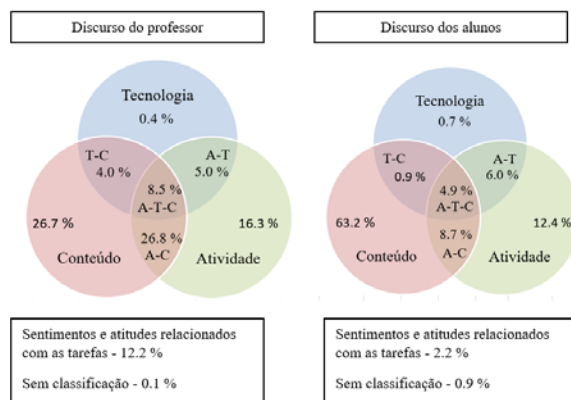 Discurso do professor
Tecnologia
0.4 %
T-C
4.0 %
A-T
5.0 %
8.5 %
A-T-C
26.7 %
16.3 %
26.8 %
A-C
Conteúdo
Atividade
Sentimentos e atitudes relacionados
com as tarefas - 12.2 %
Sem classificação - 0.1 %
Discurso dos alunos
Tecnologia
0.7 %
T-C
0.9 %
A-T
6.0 %
4.9 %
A-T-C
63.2 %
12.4 %
8.7 %
A-C
Conteúdo
Atividade
Sentimentos e atitudes relacionados
com as tarefas - 2.2 %
Sem classificação - 0.9 %